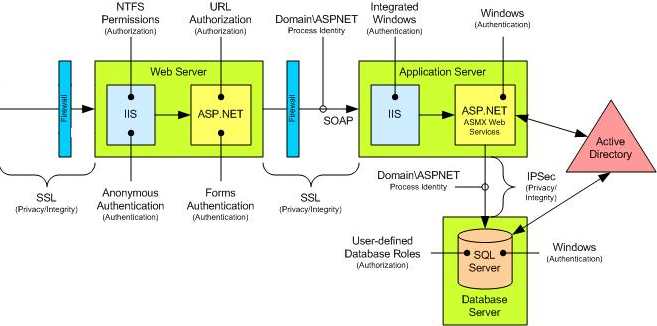 NTFS
Permissions
(Authorization)
URL
Authorization
(Authorization)
Domain\ASPNET
Process Identity
Integrated
Windows
(Authentication)
Windows
(Authentication)
Firewall
Web Server
IIS
ASP.NET
Firewall
SOAP
Application Server
IIS
ASP.NET
ASMX Web
Services
Active
Directory
SSL
(Privacy/Integrity)
Anonymous
Authentication
(Authentication)
Forms
Authentication
(Authentication)
SSL
(Privacy/Integrity)
Domain\ASPNET
Process Identity
IPSec
(Privacy/
Integrity)
User-defined
Database Roles
(Authorization)
SQL
Server
Windows
(Authentication)
Database
Server